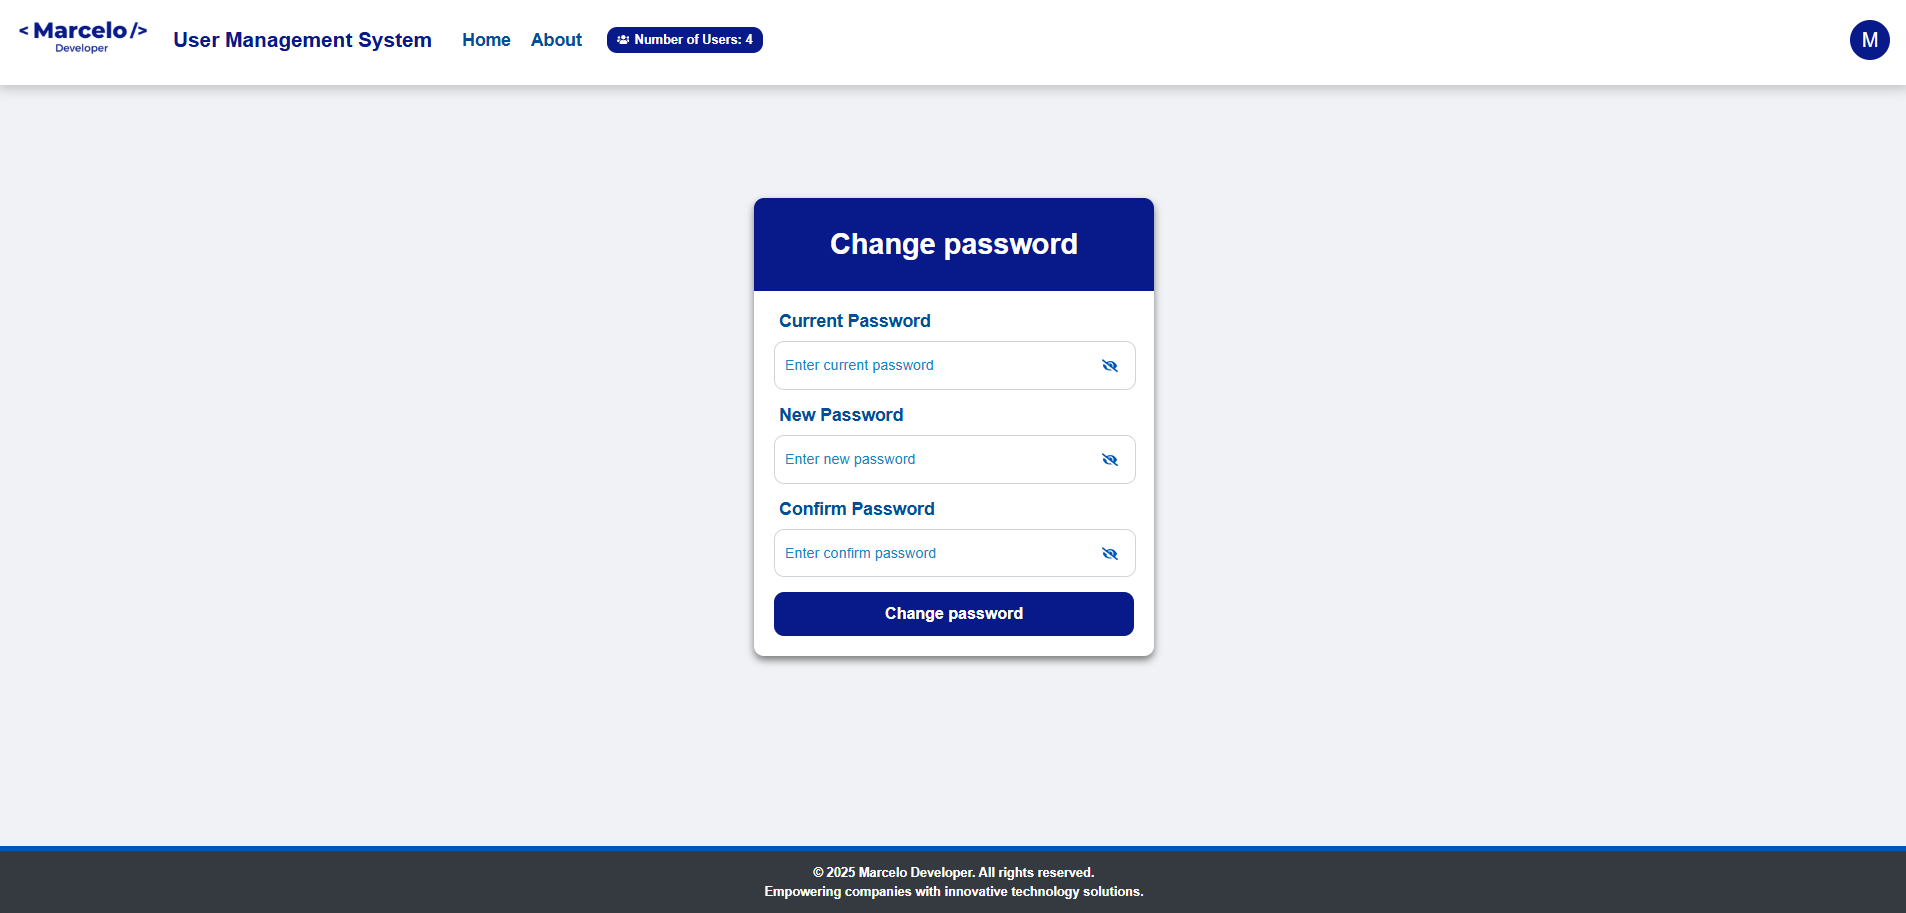 < Marcelo />
Developer
User Management System
Home
About
Number of Users: 4
M
Change password
Current Password
Enter current password
New Password
Enter new password
Confirm Password
Enter confirm password
Change password
© 2025 Marcelo Developer. All rights reserved.
Empowering companies with innovative technology solutions.